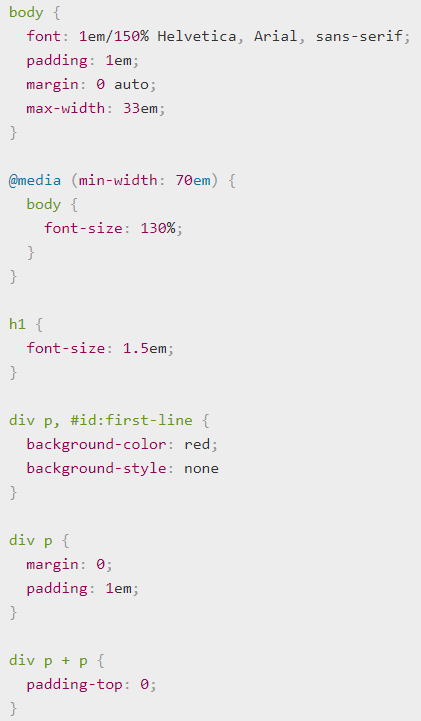 body {
  font: 1em/150% Helvetica, Arial, sans-serif;
  padding: 1em;
  margin: 0 auto;
  max-width: 33em;
}

@media (min-width: 70em) {
  body {
    font-size: 130%;
  }
}

h1 {
  font-size: 1.5em;
}

div p, #id:first-line {
  background-color: red;
  background-style: none
}

div p {
  margin: 0;
  padding: 1em;
}

div p + p {
  padding-top: 0;
}